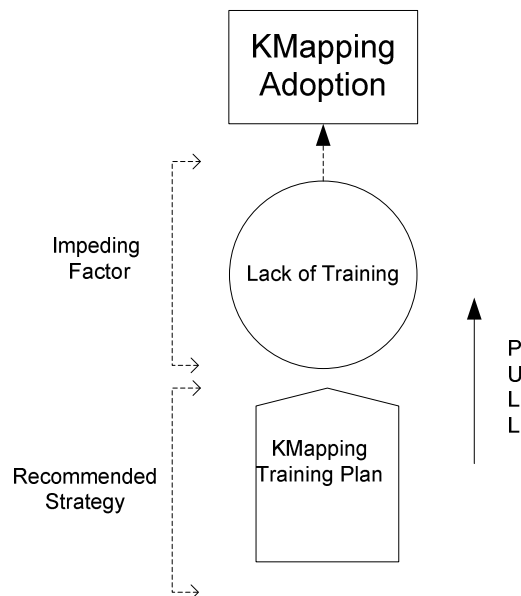 KMapping
Adoption
Impeding
Factor
Lack of Training
P
U
L
L
KMapping
Training Plan
Recommended
Strategy